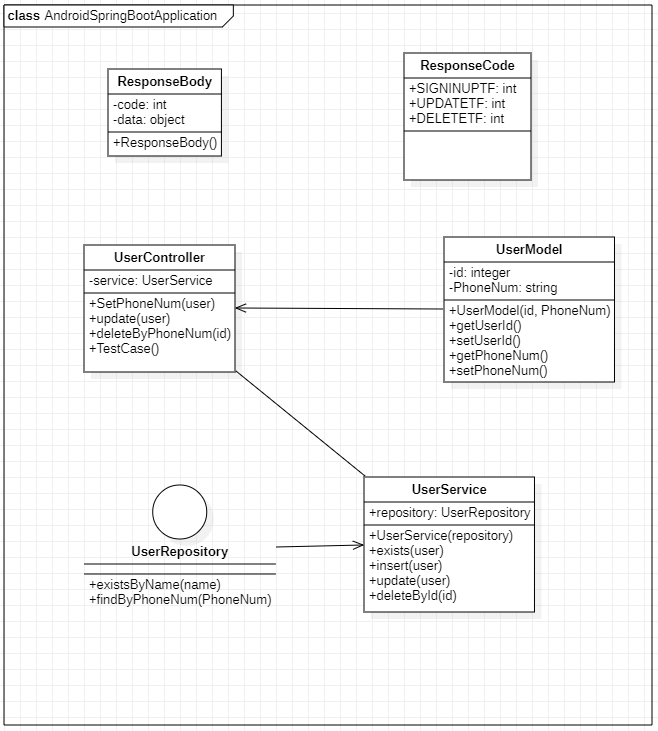 class AndroidSpringBootApplication
ResponseBody
-code: int
-data: object
+ResponseBody()
ResponseCode
+SIGNINUPTF: int
+UPDATETF: int
+DELETETF: int
UserController
-service: UserService
+SetPhoneNum(user)
+update(user)
+deleteByPhoneNum(id)
+TestCase()
UserModel
-id: integer
-PhoneNum: string
+UserModel(id, PhoneNum)
+getUserId()
+setUserId()
+getPhoneNum()
+setPhoneNum()
UserRepository
+existsByName(name)
+findByPhoneNum(PhoneNum)
UserService
+repository: UserRepository
+UserService(repository)
+exists(user)
+insert(user)
+update(user)
+deleteById(id)